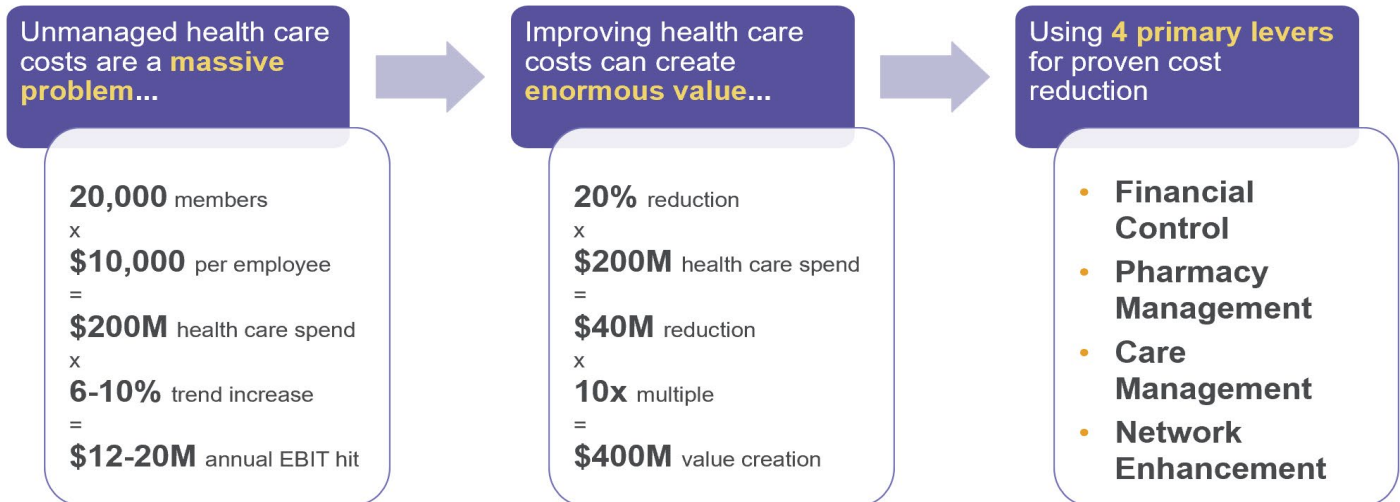 Unmanaged health care
costs are a massive
problem...
20,000 members
x
$10,000 per employee
=
$200M health care spend
x
6-10% trend increase
=
$12-20M annual EBIT hit
Improving health care
costs can create
enormous value...
20% reduction
x
$200M health care spend
=
$40M reduction
x
10x multiple
=
$400M value creation
Using 4 primary levers
for proven cost
reduction
• Financial
Control
• Pharmacy
Management
• Care
Management
• Network
Enhancement